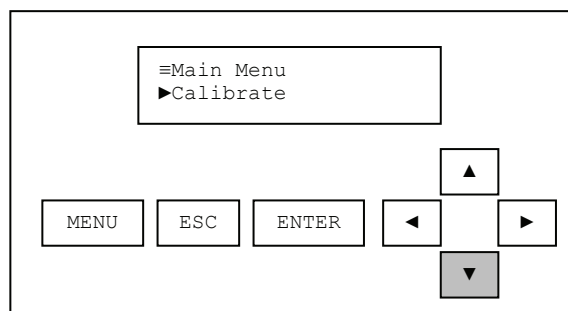 ≡Main Menu
►Calibrate
▲
MENU ESC ENTER ◄ ►
▼